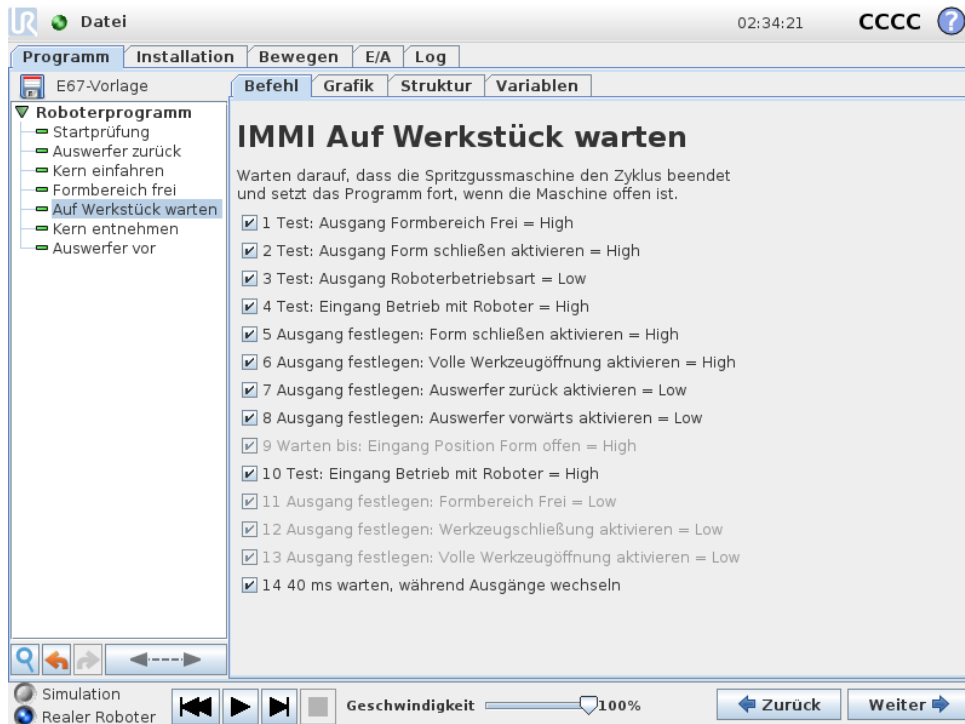 UR Datei 02:34:21 CCCC ?
Programm Installation Bewegen E/A Log
E67-Vorlage
Befehl Grafik Struktur Variablen
Roboterprogramm
Startprüfung
Auswerfer zurück
Kern einfahren
Formbereich frei
Auf Werkstück warten
Kern entnehmen
Auswerfer vor
IMMI Auf Werkstück warten
Warten darauf, dass die Spritzgussmaschine den Zyklus beendet
und setzt das Programm fort, wenn die Maschine offen ist.
1 Test: Ausgang Formbereich Frei = High
2 Test: Ausgang Form schließen aktivieren = High
3 Test: Ausgang Roboterbetriebsart = Low
4 Test: Eingang Betrieb mit Roboter = High
5 Ausgang festlegen: Form schließen aktivieren = High
6 Ausgang festlegen: Volle Werkzeugöffnung aktivieren = High
7 Ausgang festlegen: Auswerfer zurück aktivieren = Low
8 Ausgang festlegen: Auswerfer vorwärts aktivieren = Low
9 Warten bis: Eingang Position Form offen = High
10 Test: Eingang Betrieb mit Roboter = High
11 Ausgang festlegen: Formbereich Frei = Low
12 Ausgang festlegen: Werkzeugschließung aktivieren = Low
13 Ausgang festlegen: Volle Werkzeugöffnung aktivieren = Low
14 40 ms warten, während Ausgänge wechseln
Simulation
Realer Roboter
Geschwindigkeit 100%
Zurück Weiter